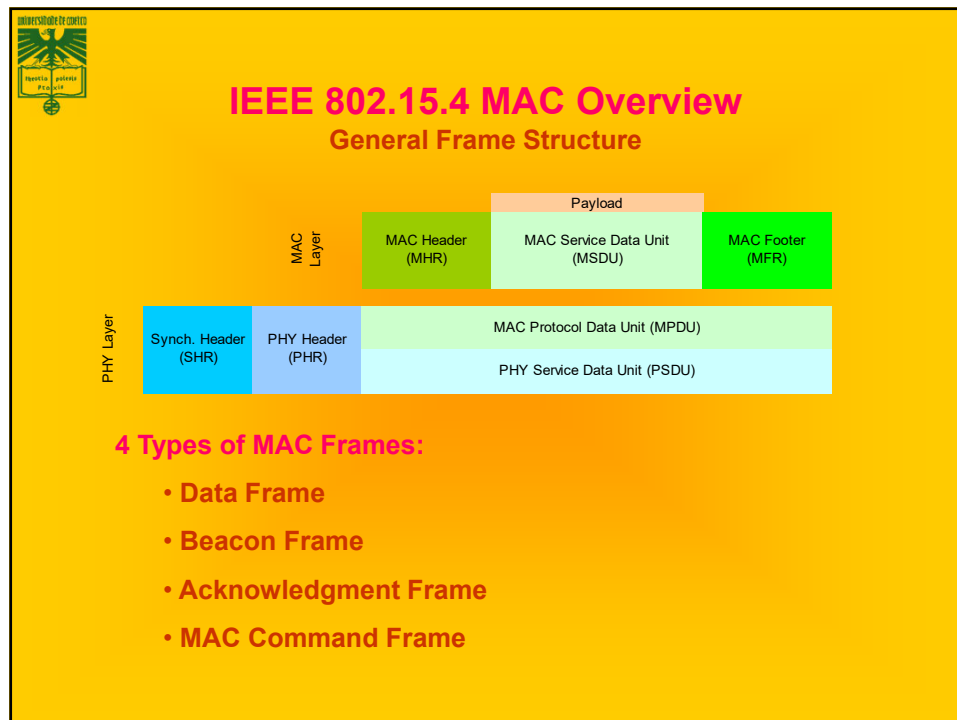 IEEE 802.15.4 MAC Overview
General Frame Structure
Payload
MAC
Layer
MAC Header
(MHR)
MAC Service Data Unit
(MSDU)
MAC Footer
(MFR)
PHY Layer
Synch. Header
(SHR)
PHY Header
(PHR)
MAC Protocol Data Unit (MPDU)
PHY Service Data Unit (PSDU)
4 Types of MAC Frames:
• Data Frame
• Beacon Frame
• Acknowledgment Frame
• MAC Command Frame